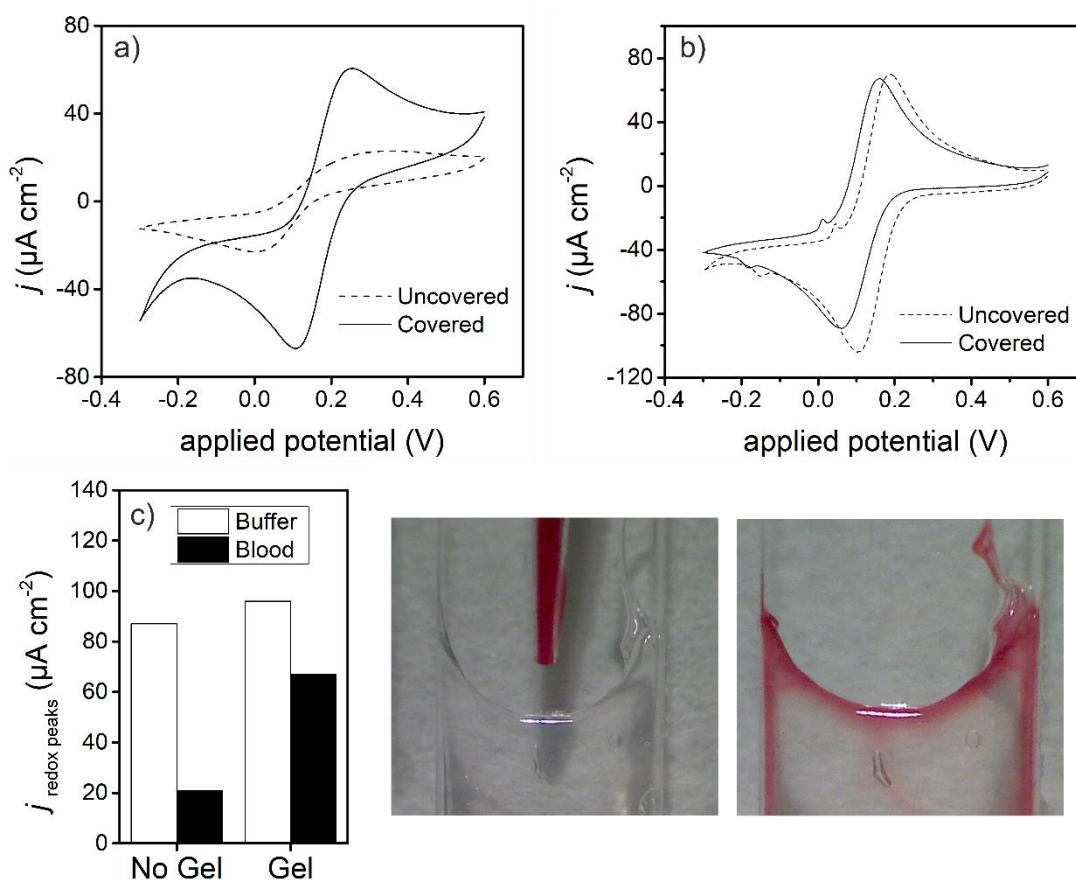 a)
80
40
0
-40
-80
j (µA cm⁻²)
-0.4 -0.2 0.0 0.2 0.4 0.6
applied potential (V)
Uncovered
Covered
b)
80
40
0
-40
-80
-120
j (µA cm⁻²)
-0.4 -0.2 0.0 0.2 0.4 0.6
applied potential (V)
Uncovered
Covered
c)
140
120
100
80
60
40
20
0
j redox peaks (µA cm⁻²)
Buffer
Blood
No Gel Gel